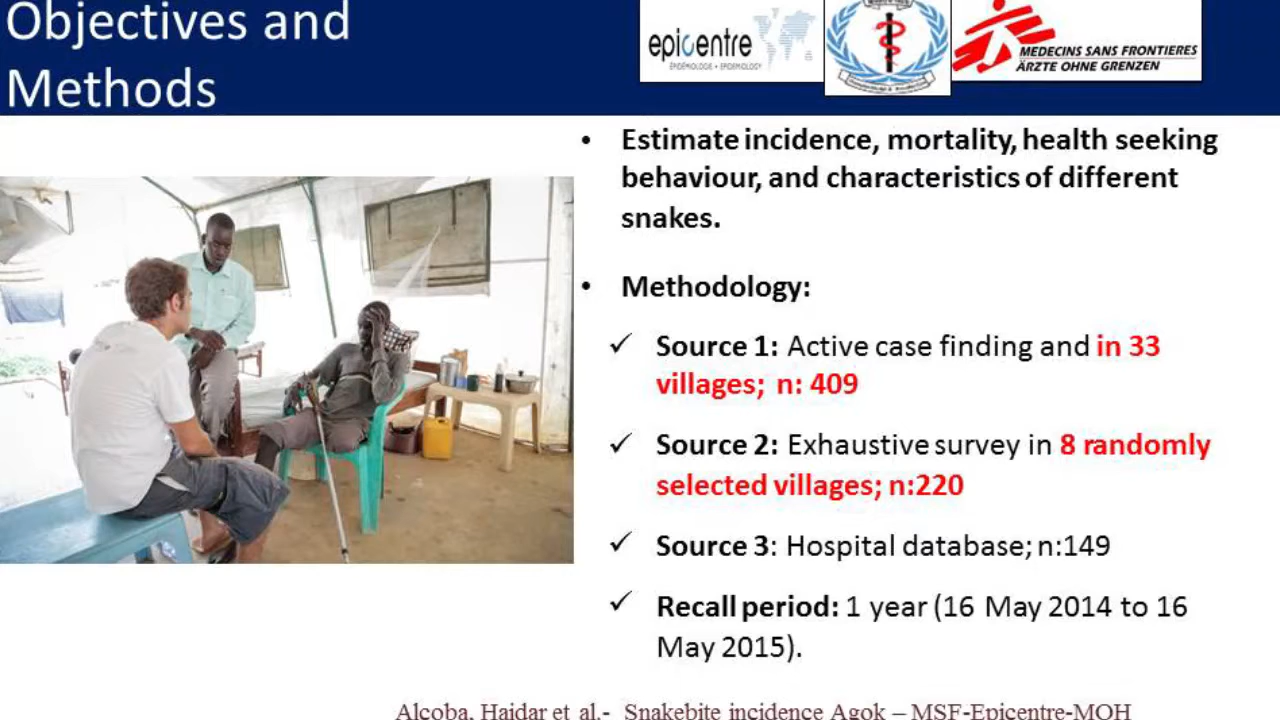 Objectives and
Methods
epicentre
ÉPIDÉMIOLOGIE • EPIDEMIOLOGY
MEDECINS SANS FRONTIERES
ÄRZTE OHNE GRENZEN
• Estimate incidence, mortality, health seeking
behaviour, and characteristics of different
snakes.
• Methodology:
✓ Source 1: Active case finding and in 33
villages; n: 409
✓ Source 2: Exhaustive survey in 8 randomly
selected villages; n:220
✓ Source 3: Hospital database; n:149
✓ Recall period: 1 year (16 May 2014 to 16
May 2015).
Alcoba, Haidar et al.- Snakebite incidence Agok – MSF-Epicentre-MOH